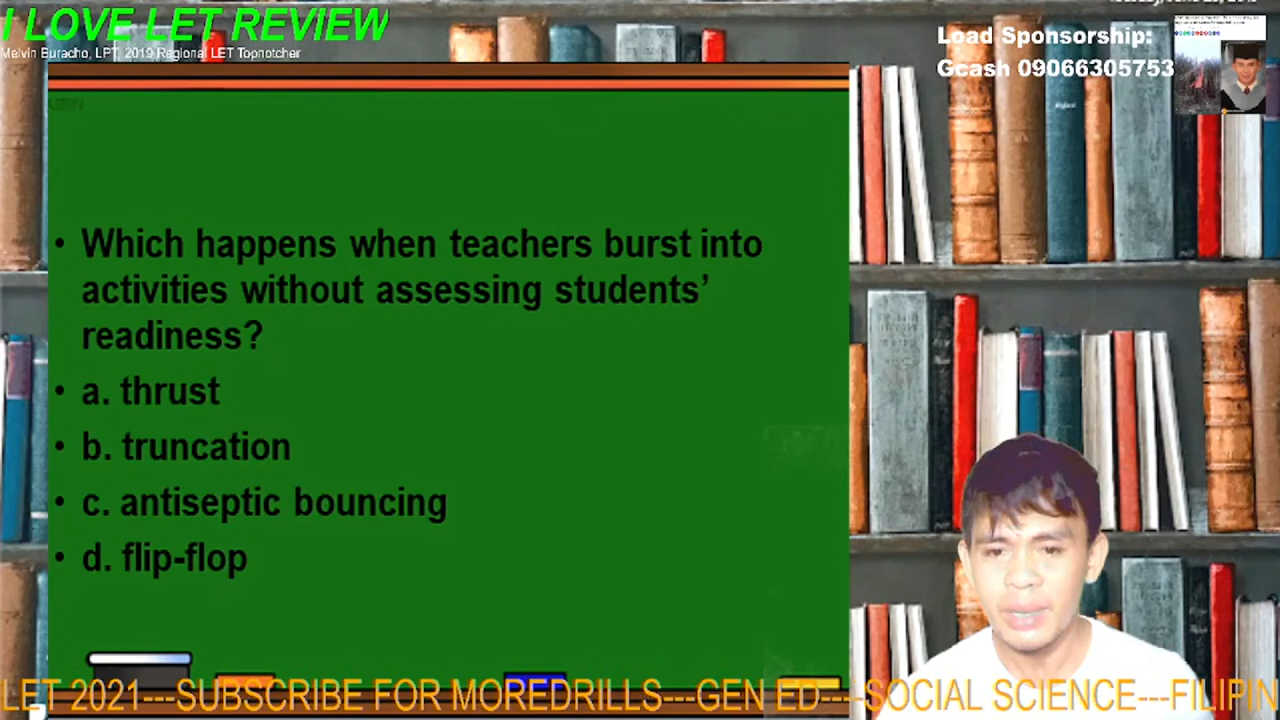 I LOVE LET REVIEW
Melvin Buracho, LPT, 2019 Regional LET Topnotcher
Load Sponsorship:
Gcash 09066305753
• Which happens when teachers burst into
activities without assessing students’
readiness?
• a. thrust
• b. truncation
• c. antiseptic bouncing
• d. flip-flop
LET 2021---SUBSCRIBE FOR MOREDRILLS---GEN ED----SOCIAL SCIENCE---FILIPIN